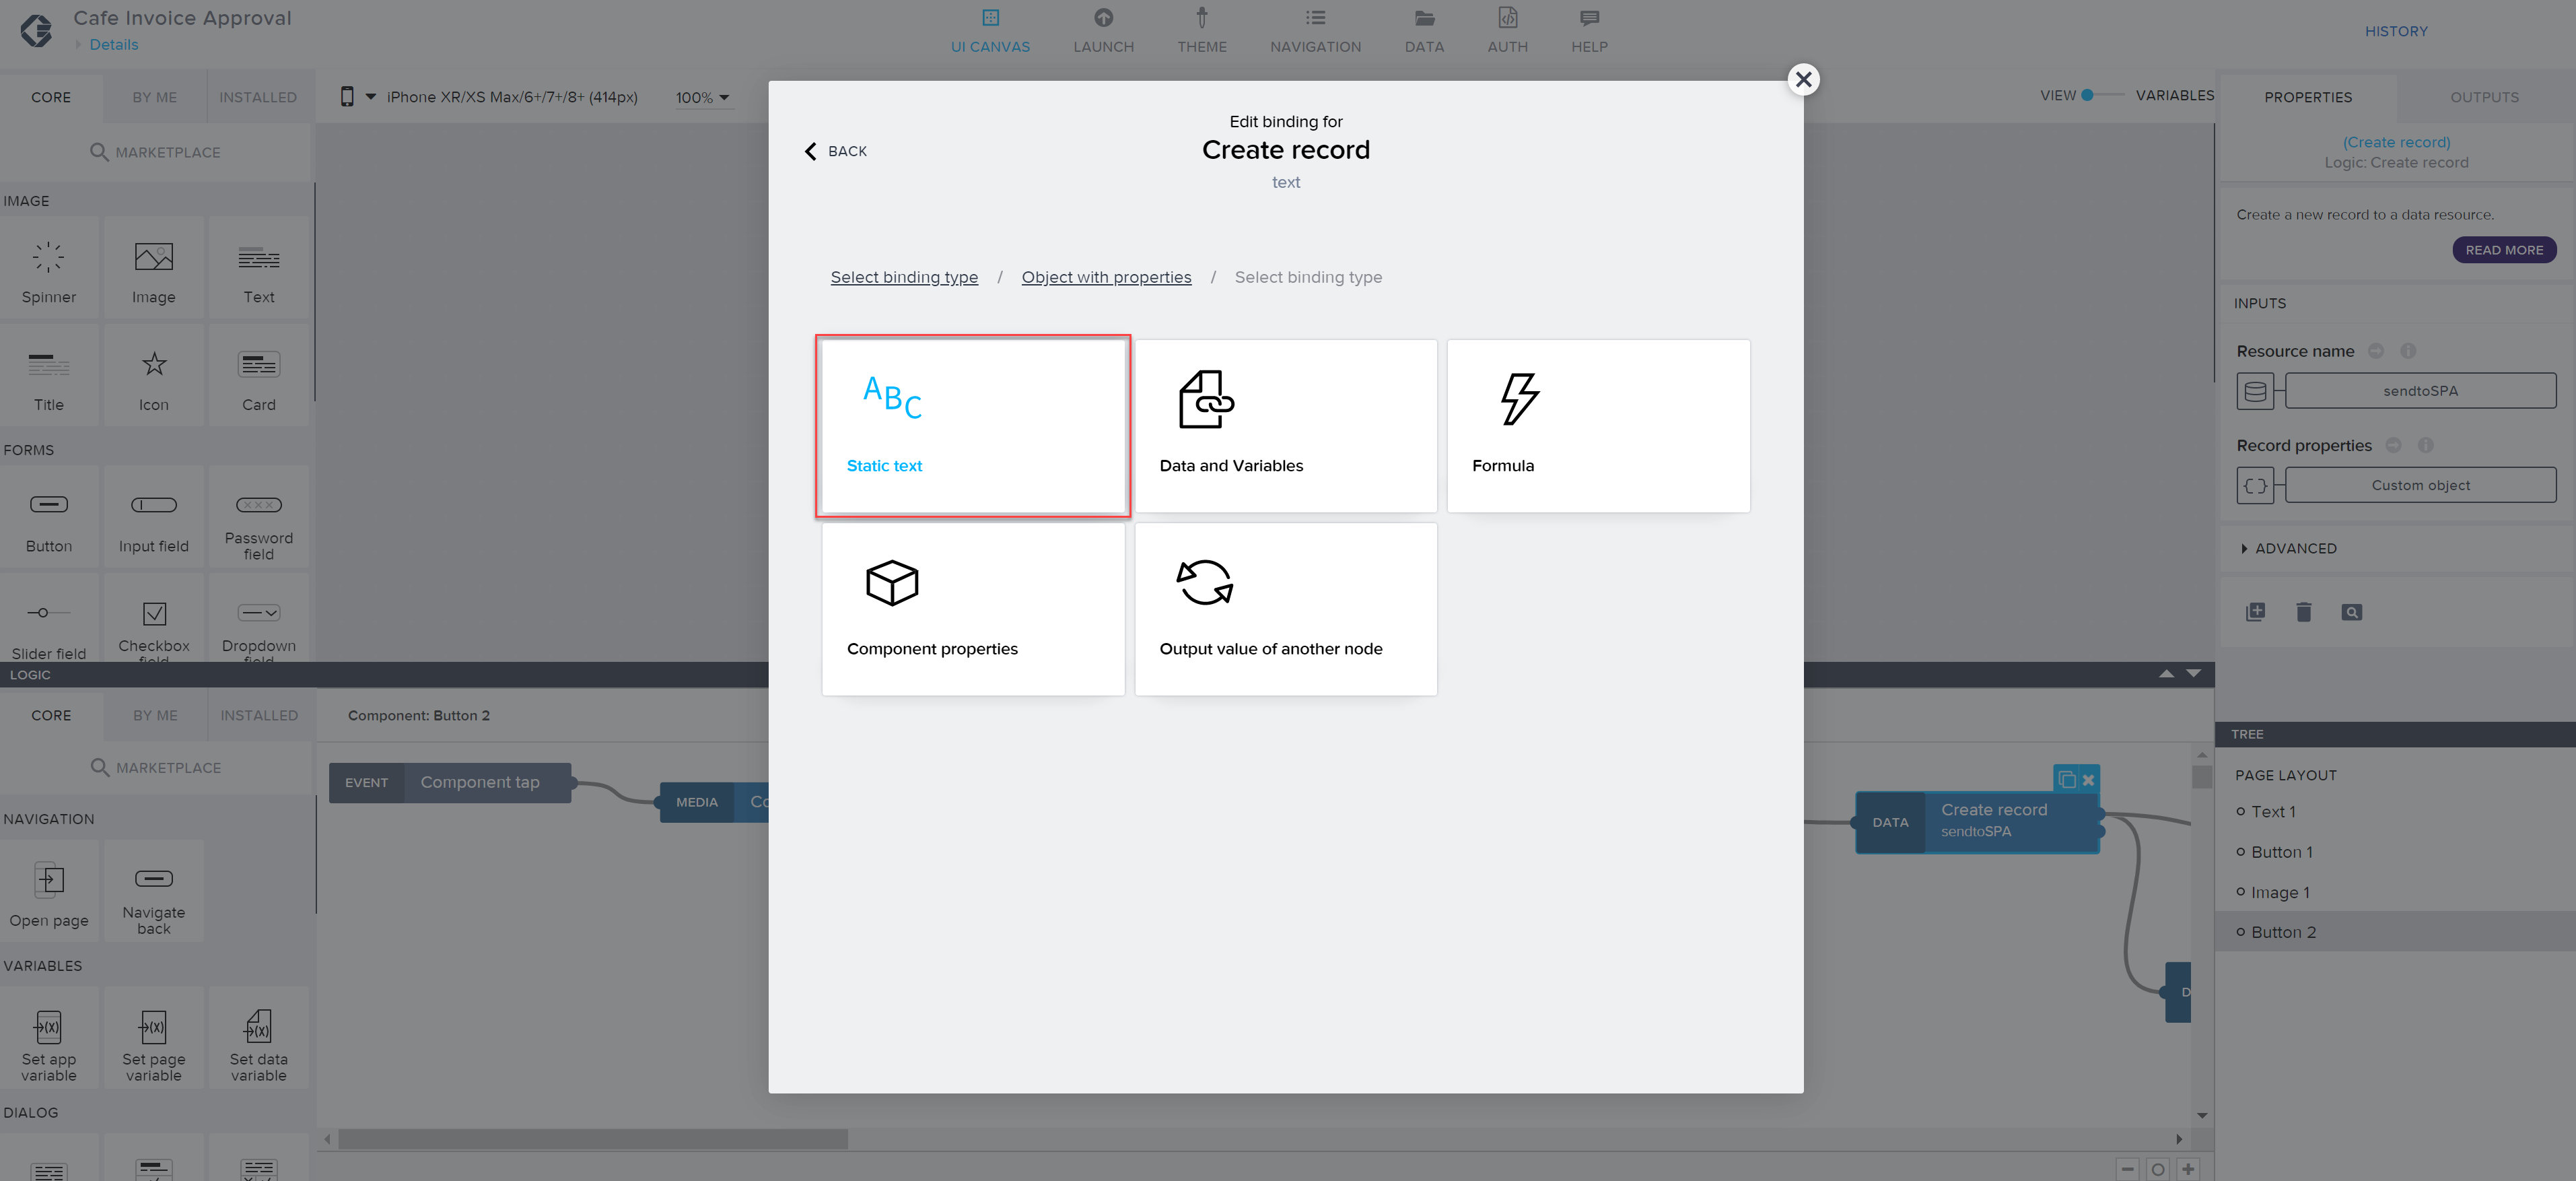 Cafe Invoice Approval
Details
UI CANVAS
LAUNCH
THEME
NAVIGATION
DATA
AUTH
HELP
HISTORY
CORE
BY ME
INSTALLED
iPhone XR/XS Max/6+/7+/8+ (414px)
100%
VIEW
VARIABLES
PROPERTIES
OUTPUTS
MARKETPLACE
IMAGE
Spinner
Image
Text
Title
Icon
Card
FORMS
Button
Input field
Password
field
Slider field
Checkbox
field
Dropdown
field
Edit binding for
BACK
Create record
text
Select binding type / Object with properties / Select binding type
ABC
Static text
Data and Variables
Formula
Component properties
Output value of another node
(Create record)
Logic: Create record
Create a new record to a data resource.
READ MORE
INPUTS
Resource name
sendtoSPA
Record properties
Custom object
ADVANCED
LOGIC
CORE
BY ME
INSTALLED
Component: Button 2
MARKETPLACE
EVENT
Component tap
MEDIA
Co
DATA
Create record
sendtoSPA
D
NAVIGATION
Open page
Navigate
back
VARIABLES
Set app
variable
Set page
variable
Set data
variable
DIALOG
TREE
PAGE LAYOUT
Text 1
Button 1
Image 1
Button 2